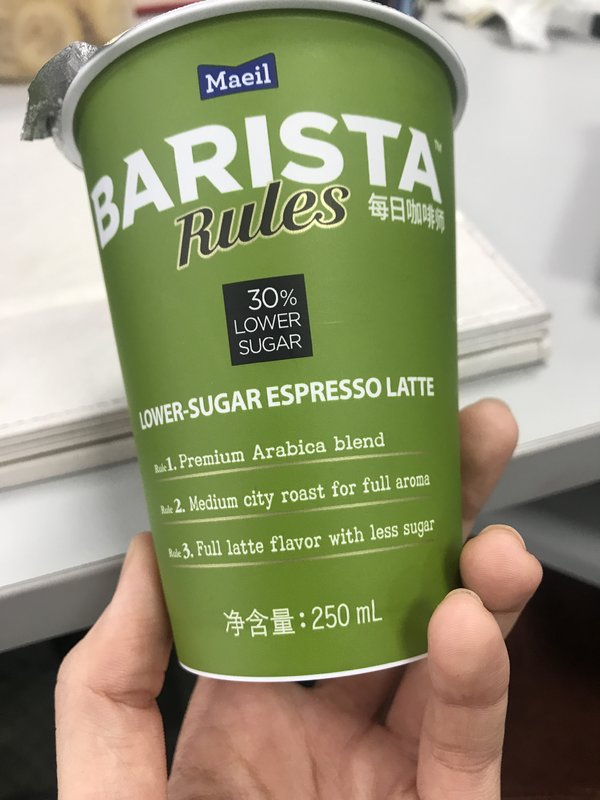 Maeil
BARISTA™
Rules 每日咖啡师
30%
LOWER
SUGAR
LOWER-SUGAR ESPRESSO LATTE
Rule 1. Premium Arabica blend
Rule 2. Medium city roast for full aroma
Rule 3. Full latte flavor with less sugar
净含量：250 mL